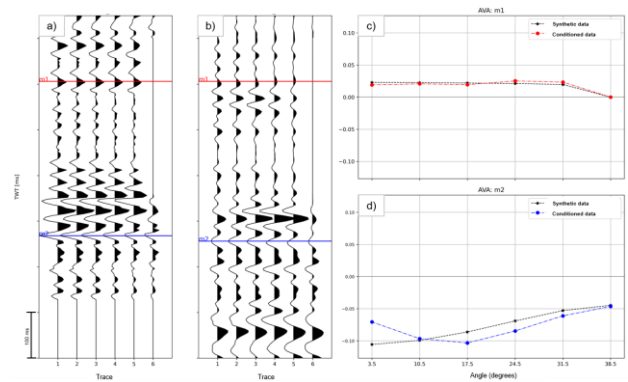 a)
b)
c)
d)
TWT [ms]
100 ms
m1
m2
1 2 3 4 5 6
Trace
m1
m2
1 2 3 4 5 6
Trace
AVA: m1
Synthetic data
Conditioned data
0.10
0.05
0.00
−0.05
−0.10
AVA: m2
Synthetic data
Conditioned data
0.10
0.05
0.00
−0.05
−0.10
3.5 10.5 17.5 24.5 31.5 38.5
Angle (degrees)